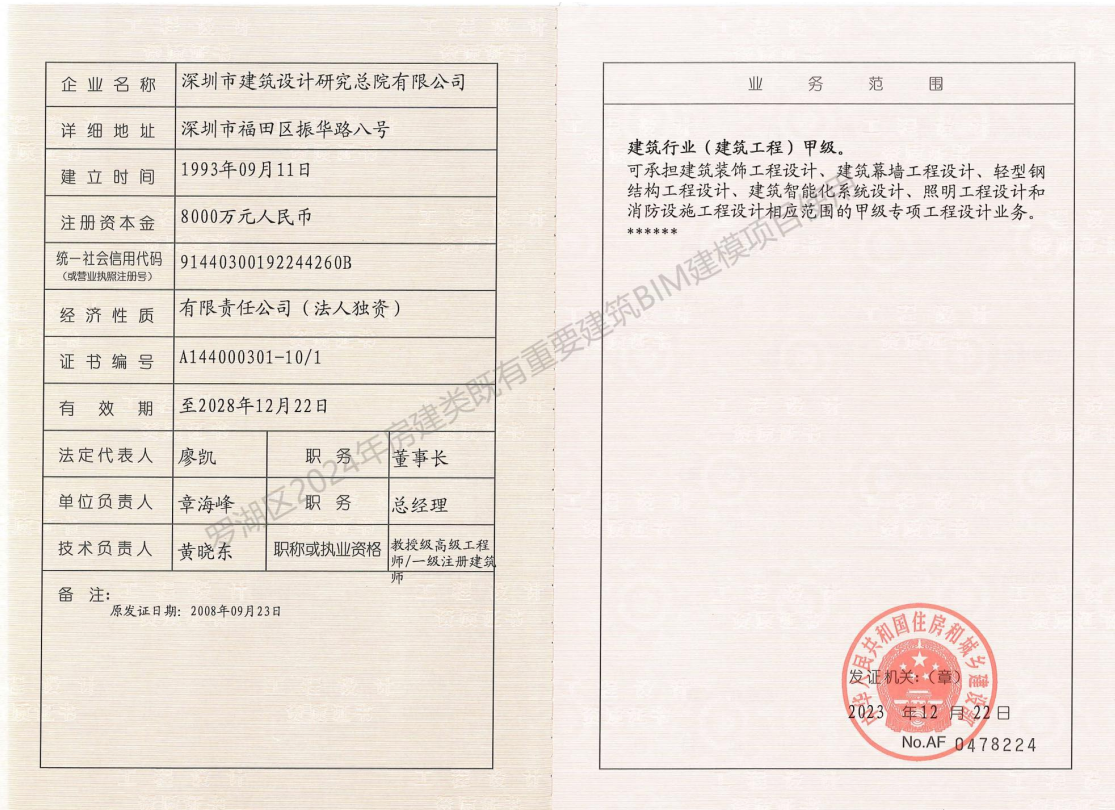 企业名称 深圳市建筑设计研究总院有限公司
详细地址 深圳市福田区振华路八号
建立时间 1993年09月11日
注册资本金 8000万元人民币
统一社会信用代码
(或营业执照注册号) 91440300192244260B
经济性质 有限责任公司(法人独资)
证书编号 A144000301-10/1
有效期 至2028年12月22日
法定代表人 廖凯 职务 董事长
单位负责人 章海峰 职务 总经理
技术负责人 黄晓东 职称或执业资格 教授级高级工程
师/一级注册建筑
师
备注:
原发证日期: 2008年09月23日
业务范围
建筑行业(建筑工程)甲级。
可承担建筑装饰工程设计、建筑幕墙工程设计、轻型钢
结构工程设计、建筑智能化系统设计、照明工程设计和
消防设施工程设计相应范围的甲级专项工程设计业务。
******
中华人民共和国住房和城乡建设部
发证机关:(章)
2023 年12 月22日
No.AF 0478224
罗湖区2024年房建类既有重要建筑BIM建模项目使用